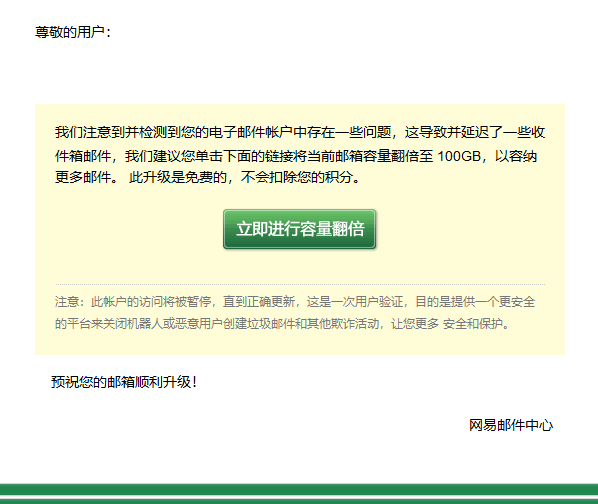 尊敬的用户：
我们注意到并检测到您的电子邮件帐户中存在一些问题，这导致并延迟了一些收
件箱邮件，我们建议您单击下面的链接将当前邮箱容量翻倍至 100GB，以容纳
更多邮件。 此升级是免费的，不会扣除您的积分。
立即进行容量翻倍
注意：此帐户的访问将被暂停，直到正确更新，这是一次用户验证，目的是提供一个更安全
的平台来关闭机器人或恶意用户创建垃圾邮件和其他欺诈活动，让您更多 安全和保护。
预祝您的邮箱顺利升级！
网易邮件中心